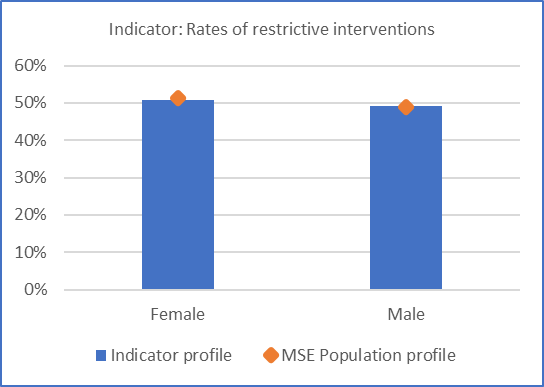 Indicator: Rates of restrictive interventions
60%
50%
40%
30%
20%
10%
0%
Female Male
Indicator profile MSE Population profile